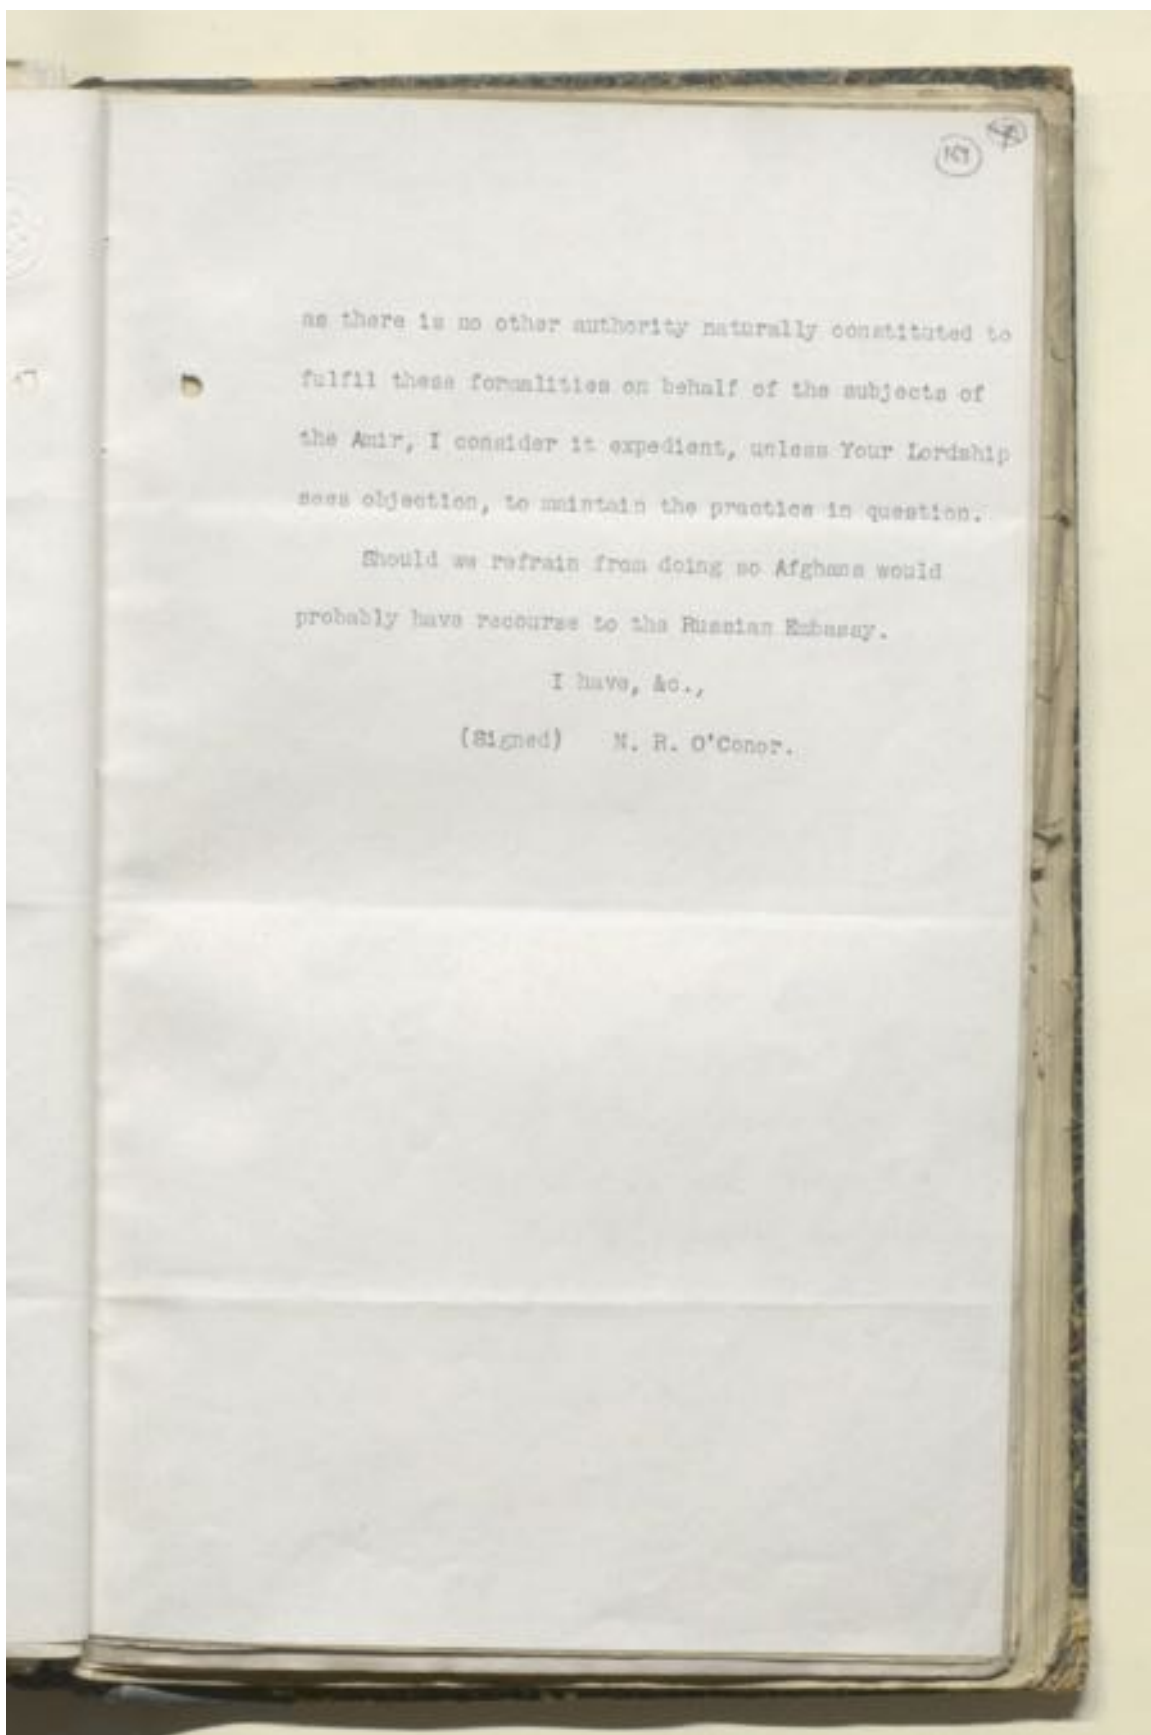 169
as there is no other authority naturally constituted to
fulfil these formalities on behalf of the subjects of
the Amir, I consider it expedient, unless Your Lordship
sees objection, to maintain the practice in question.
Should we refrain from doing so Afghans would
probably have recourse to the Russian Embassy.
I have, &c.,
(Signed) N. R. O'Conor.